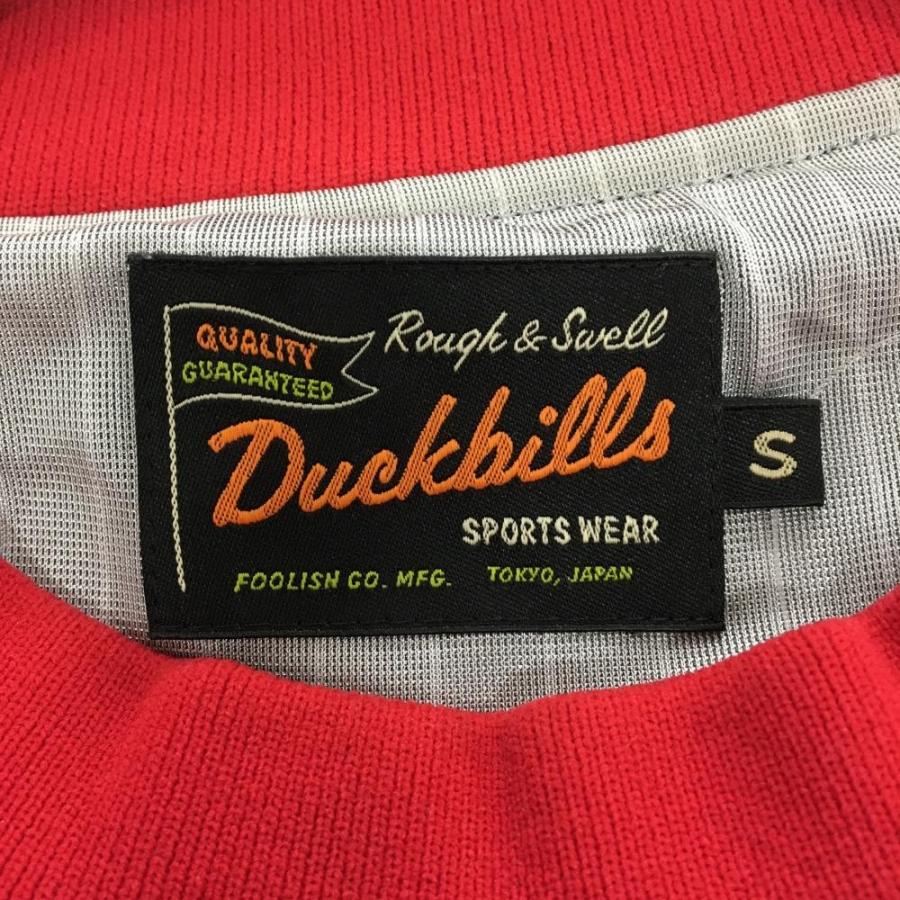 QUALITY
GUARANTEED
Rough & Swell
Duckbills
SPORTS WEAR
FOOLISH CO. MFG. TOKYO, JAPAN
S